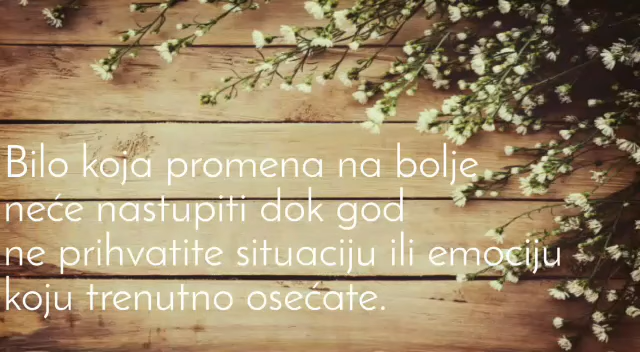 Bilo koja promena na bolje
neće nastupiti dok god
ne prihvatite situaciju ili emociju
koju trenutno osećate.